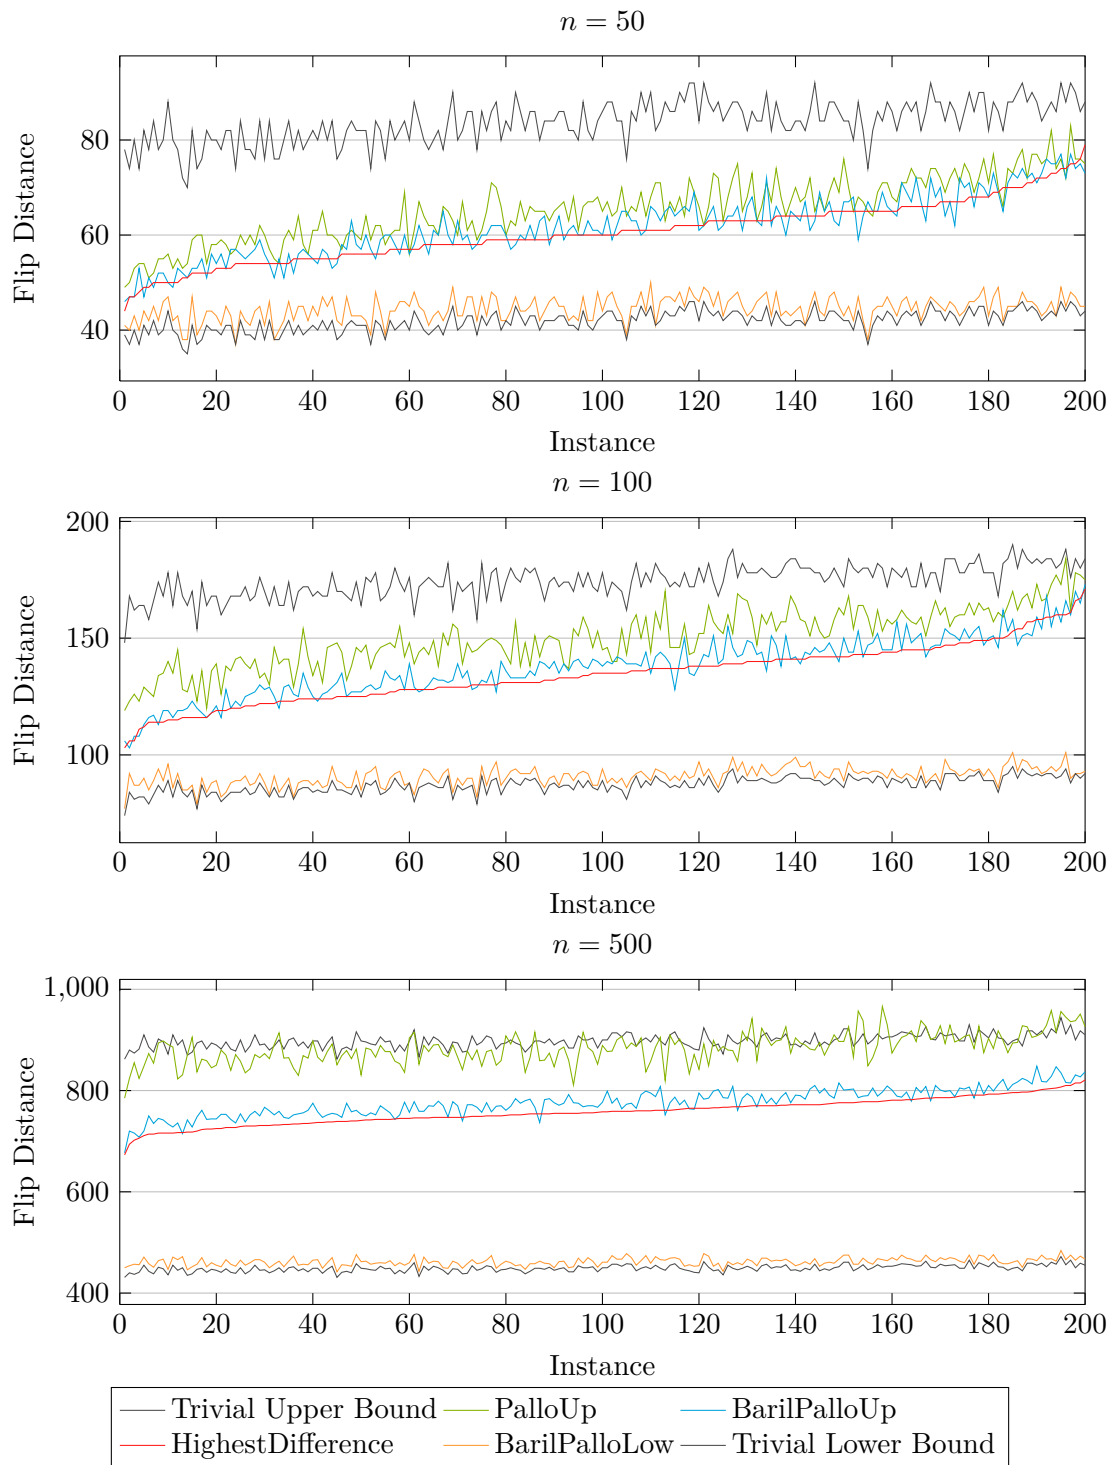 n = 50
80
60
40
Flip Distance
0 20 40 60 80 100 120 140 160 180 200
Instance
n = 100
200
150
100
Flip Distance
0 20 40 60 80 100 120 140 160 180 200
Instance
n = 500
1,000
800
600
400
Flip Distance
0 20 40 60 80 100 120 140 160 180 200
Instance
Trivial Upper Bound PalloUp BarilPalloUp
HighestDifference BarilPalloLow Trivial Lower Bound